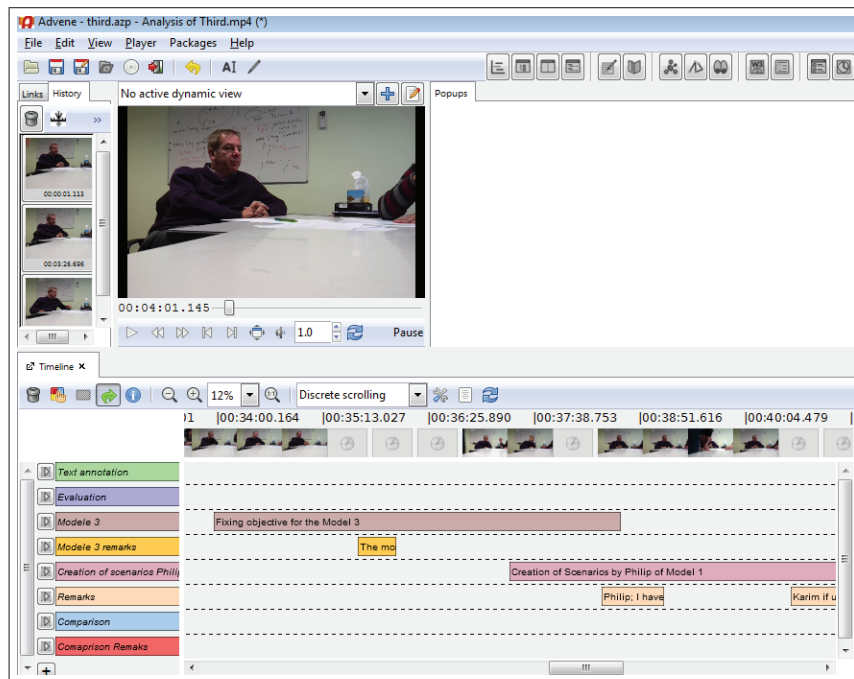 Advene - third.azp - Analysis of Third.mp4 (*)
File Edit View Player Packages Help
Links History
No active dynamic view
Popups
00:00:01.113
00:03:26.696
00:04:01.145
1.0
Pause
Timeline
12%
1:1
Discrete scrolling
01 |00:34:00.164 |00:35:13.027 |00:36:25.890 |00:37:38.753 |00:38:51.616 |00:40:04.479
Text annotation
Evaluation
Modele 3
Fixing objective for the Model 3
Modele 3 remarks
The mo
Creation of scenarios Philip
Creation of Scenarios by Philip of Model 1
Remarks
Philip; I have
Karim if u
Comparison
Comaprison Remaks